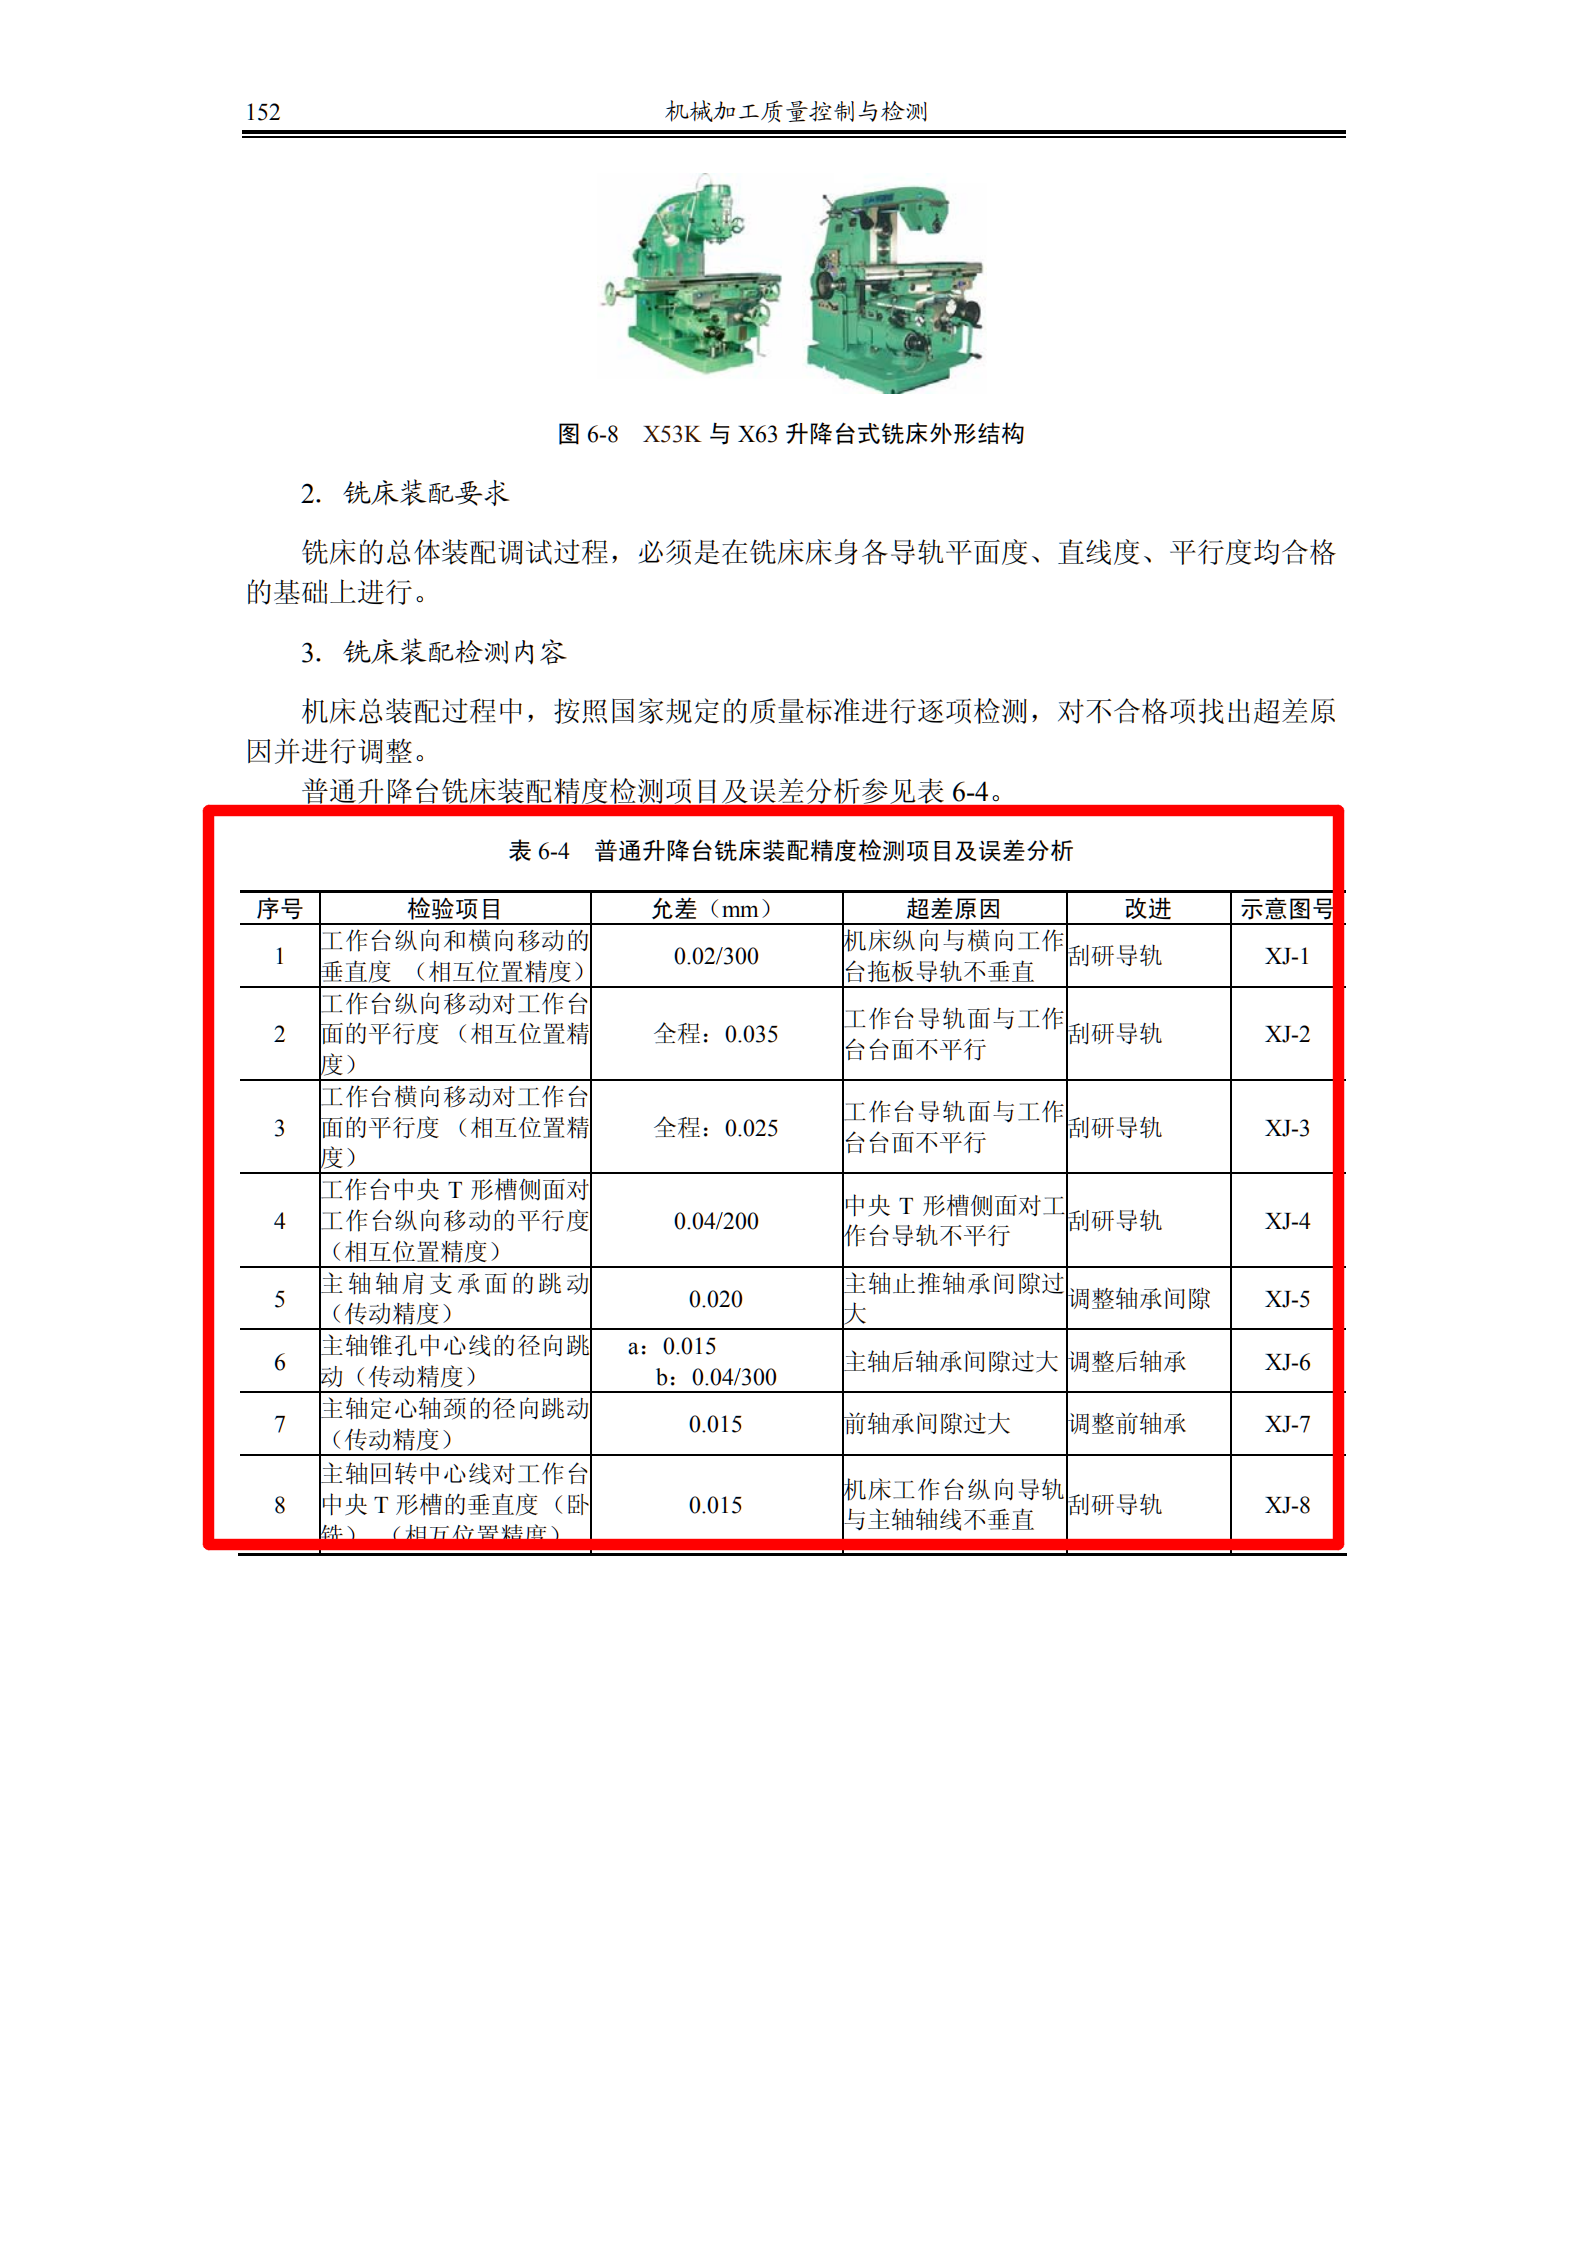 152
机械加工质量控制与检测
图 6-8 X53K 与 X63 升降台式铣床外形结构
2. 铣床装配要求
铣床的总体装配调试过程，必须是在铣床床身各导轨平面度、直线度、平行度均合格
的基础上进行。
3. 铣床装配检测内容
机床总装配过程中，按照国家规定的质量标准进行逐项检测，对不合格项找出超差原
因并进行调整。
普通升降台铣床装配精度检测项目及误差分析参见表 6-4。
表 6-4 普通升降台铣床装配精度检测项目及误差分析
序号 检验项目 允差（mm） 超差原因 改进 示意图号
1
工作台纵向和横向移动的
垂直度 （相互位置精度）
0.02/300
机床纵向与横向工作
台拖板导轨不垂直
刮研导轨
XJ-1
2
工作台纵向移动对工作台
面的平行度 （相互位置精
度）
全程：0.035
工作台导轨面与工作
台台面不平行
刮研导轨
XJ-2
3
工作台横向移动对工作台
面的平行度 （相互位置精
度）
全程：0.025
工作台导轨面与工作
台台面不平行
刮研导轨
XJ-3
4
工作台中央 T 形槽侧面对
工作台纵向移动的平行度
（相互位置精度）
0.04/200
中央 T 形槽侧面对工
作台导轨不平行
刮研导轨
XJ-4
5
主轴轴肩支承面的跳动
（传动精度）
0.020
主轴止推轴承间隙过
大
调整轴承间隙
XJ-5
6
主轴锥孔中心线的径向跳
动（传动精度）
a：0.015
b：0.04/300
主轴后轴承间隙过大
调整后轴承
XJ-6
7
主轴定心轴颈的径向跳动
（传动精度）
0.015
前轴承间隙过大
调整前轴承
XJ-7
8
主轴回转中心线对工作台
中央 T 形槽的垂直度（卧
铣） （相互位置精度）
0.015
机床工作台纵向导轨
与主轴轴线不垂直
刮研导轨
XJ-8